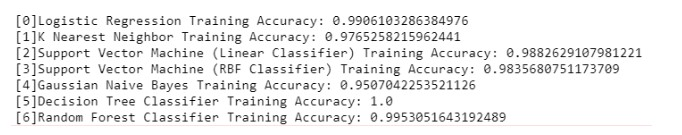 [0]Logistic Regression Training Accuracy: 0.9906103286384976
[1]K Nearest Neighbor Training Accuracy: 0.9765258215962441
[2]Support Vector Machine (Linear Classifier) Training Accuracy: 0.9882629107981221
[3]Support Vector Machine (RBF Classifier) Training Accuracy: 0.9835680751173709
[4]Gaussian Naive Bayes Training Accuracy: 0.9507042253521126
[5]Decision Tree Classifier Training Accuracy: 1.0
[6]Random Forest Classifier Training Accuracy: 0.9953051643192489